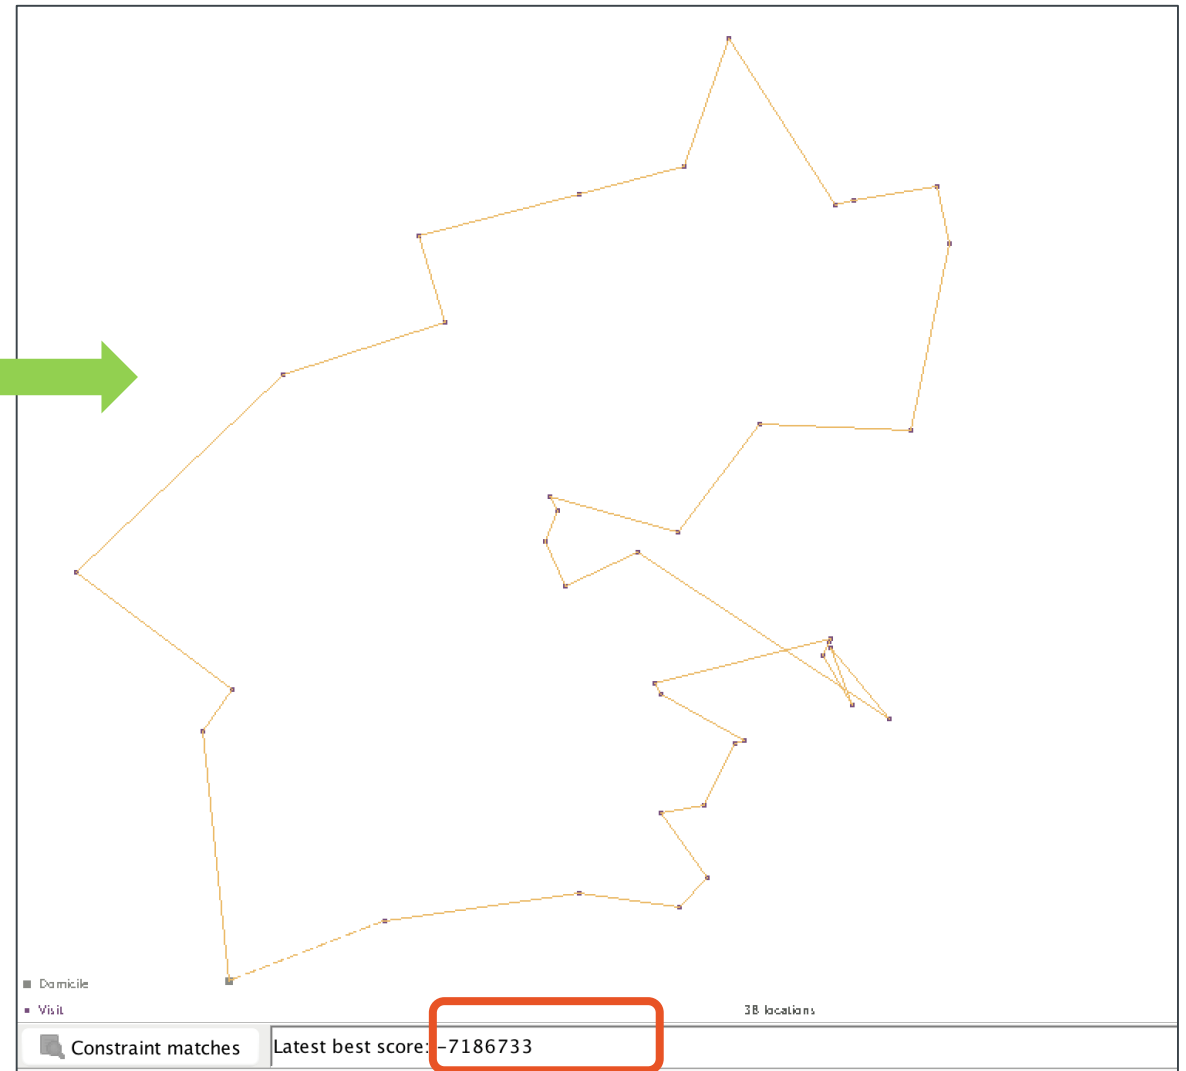 Domicile
Visit
38 locations
Constraint matches
Latest best score: -7186733